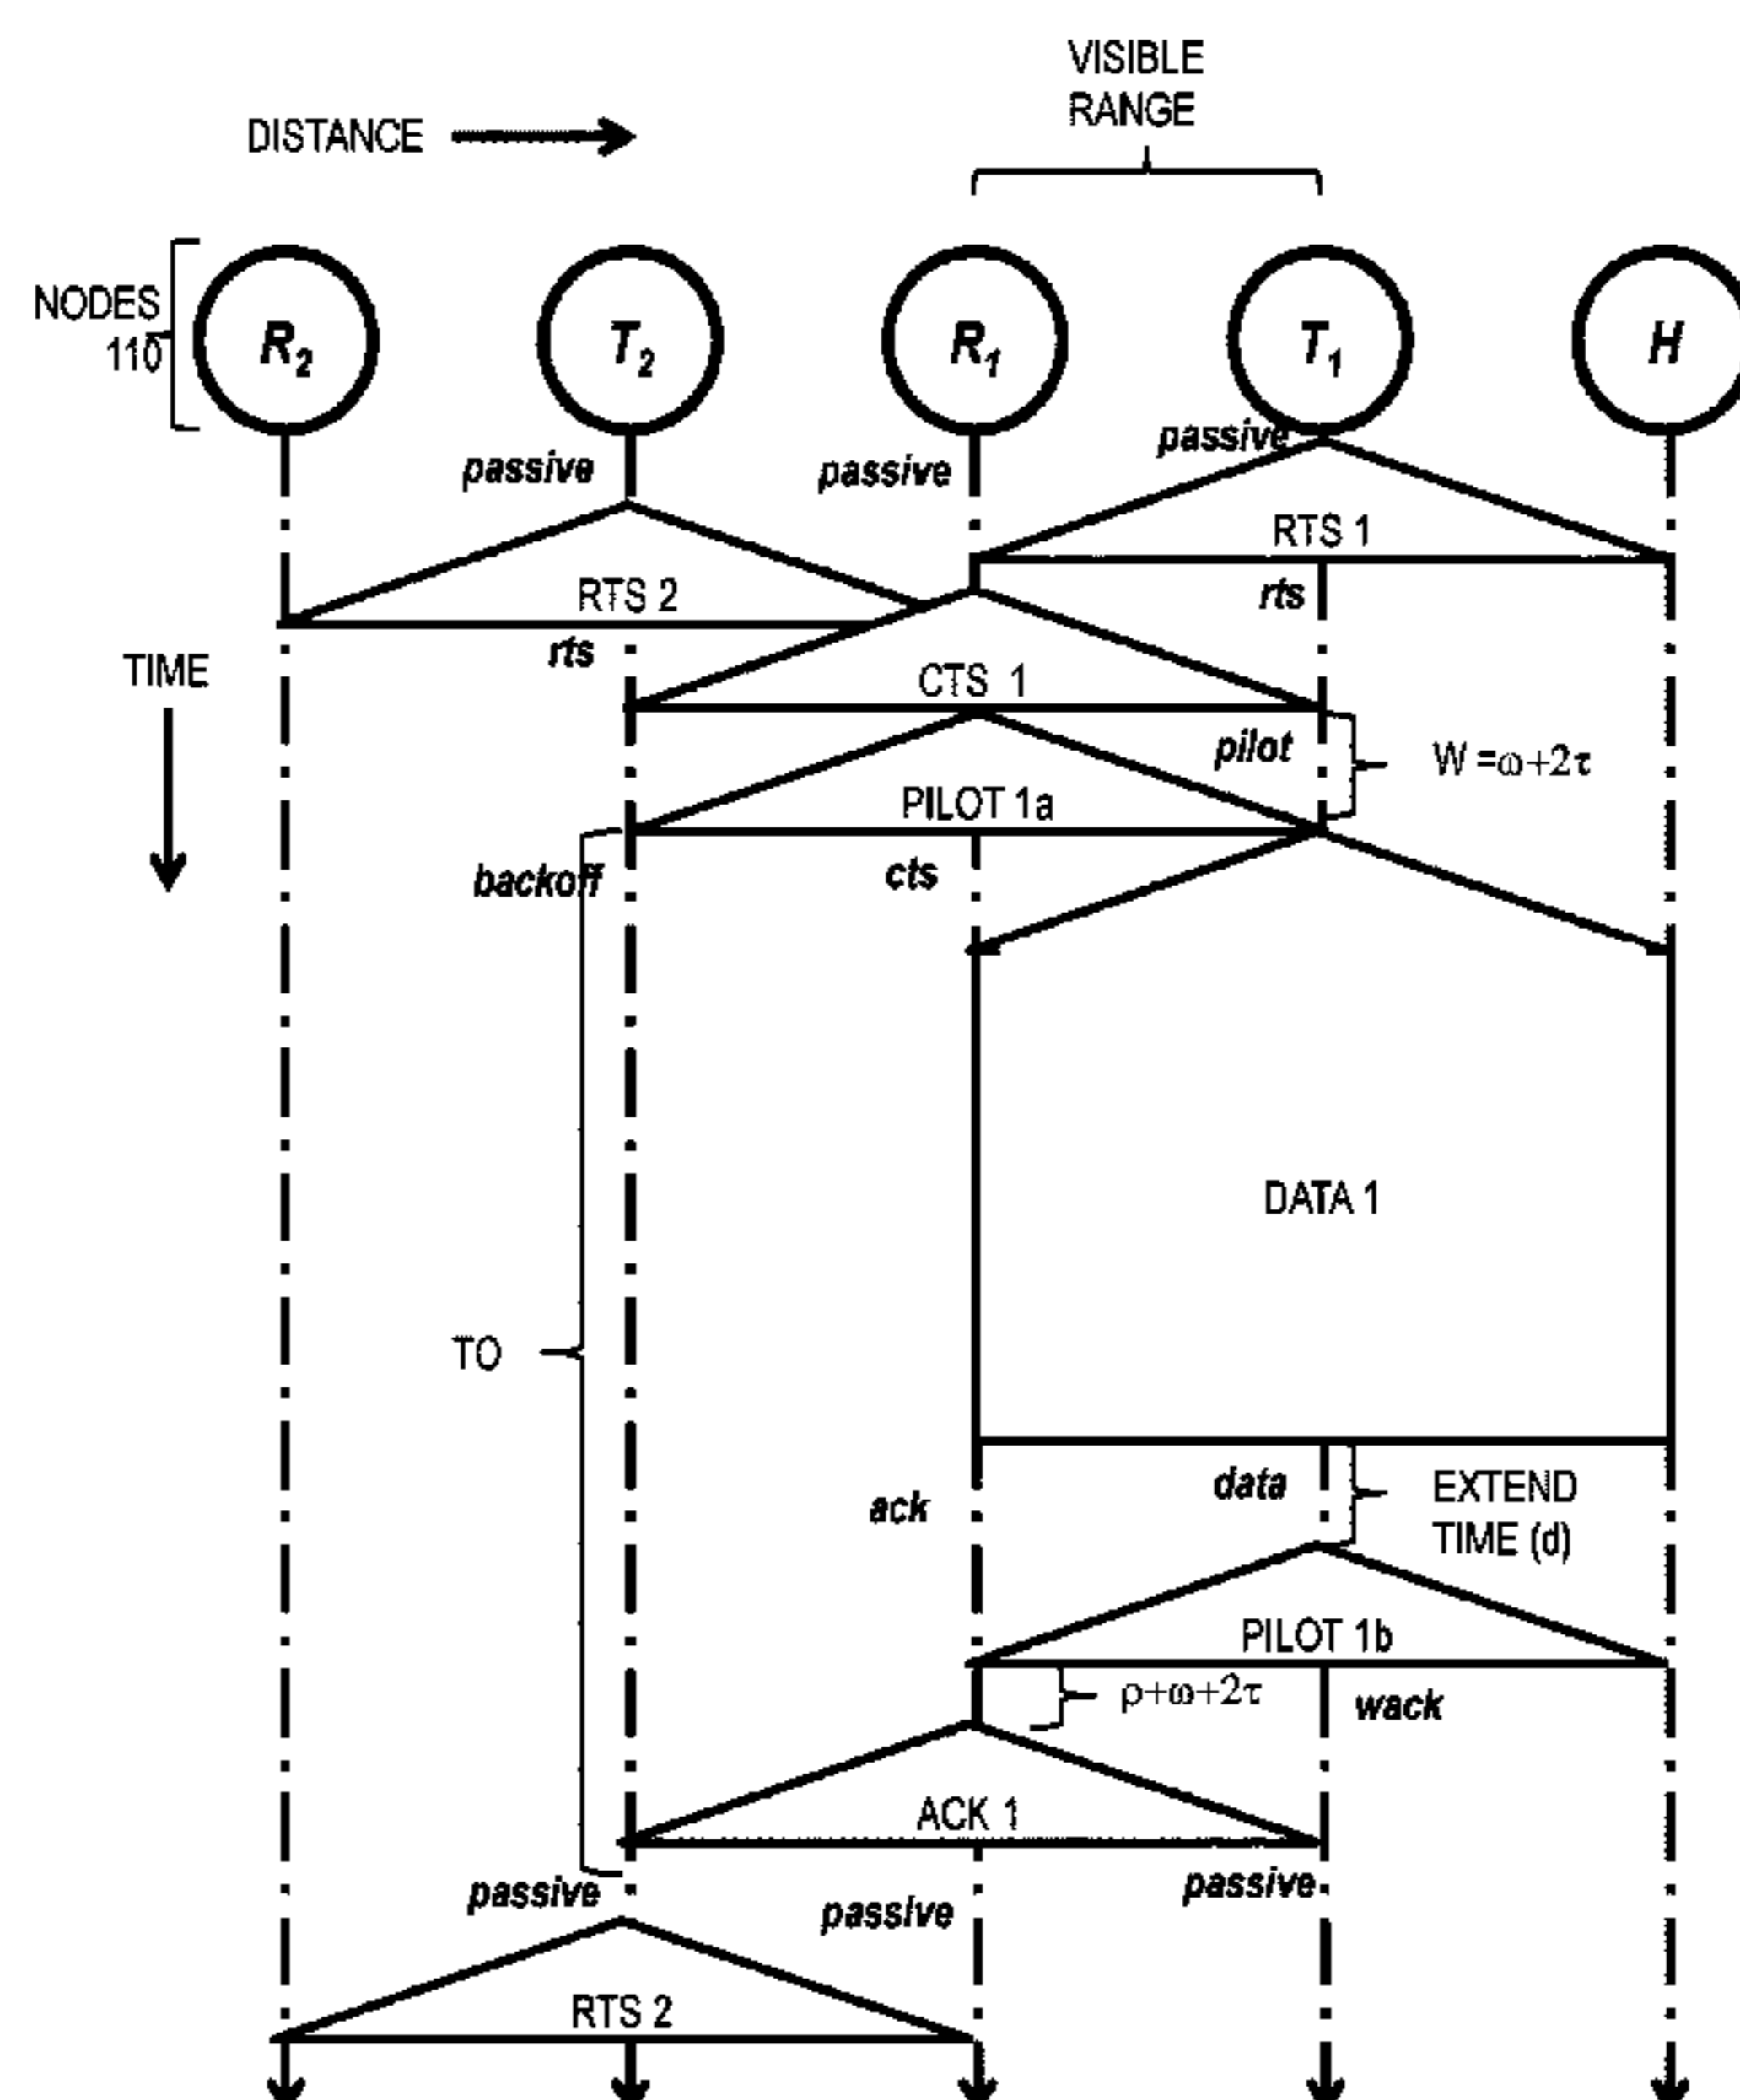 VISIBLE
RANGE
DISTANCE
NODES
110
R2
T2
R1
T1
H
passive
passive
passive
RTS 1
rts
RTS 2
rts
TIME
CTS 1
pilot
W =ω+2τ
PILOT 1a
backoff
cts
DATA 1
TO
ack
data
EXTEND
TIME (d)
PILOT 1b
ρ+ω+2τ
wack
ACK 1
passive
passive
passive
RTS 2